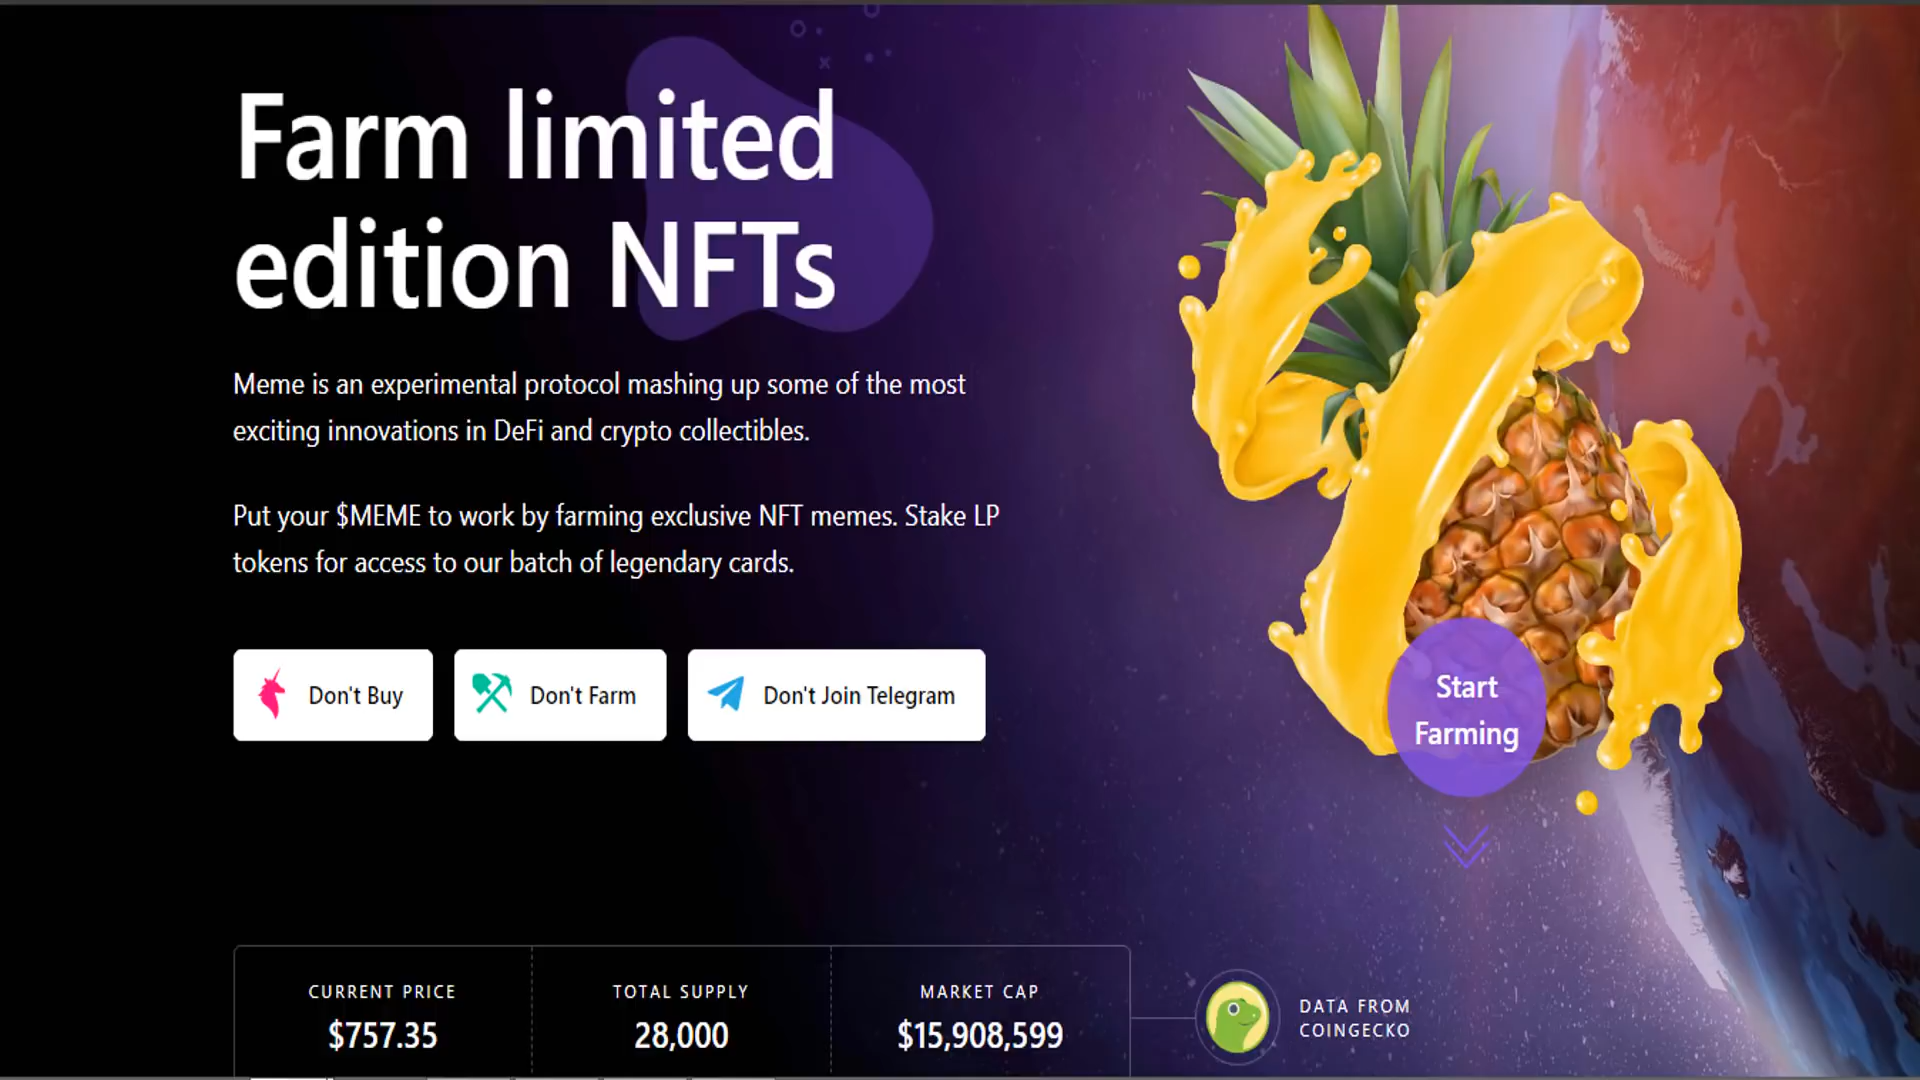 Farm limited
edition NFTs
Meme is an experimental protocol mashing up some of the most
exciting innovations in DeFi and crypto collectibles.
Put your $MEME to work by farming exclusive NFT memes. Stake LP
tokens for access to our batch of legendary cards.
Don't Buy
Don't Farm
Don't Join Telegram
Start
Farming
CURRENT PRICE
$757.35
TOTAL SUPPLY
28,000
MARKET CAP
$15,908,599
DATA FROM
COINGECKO